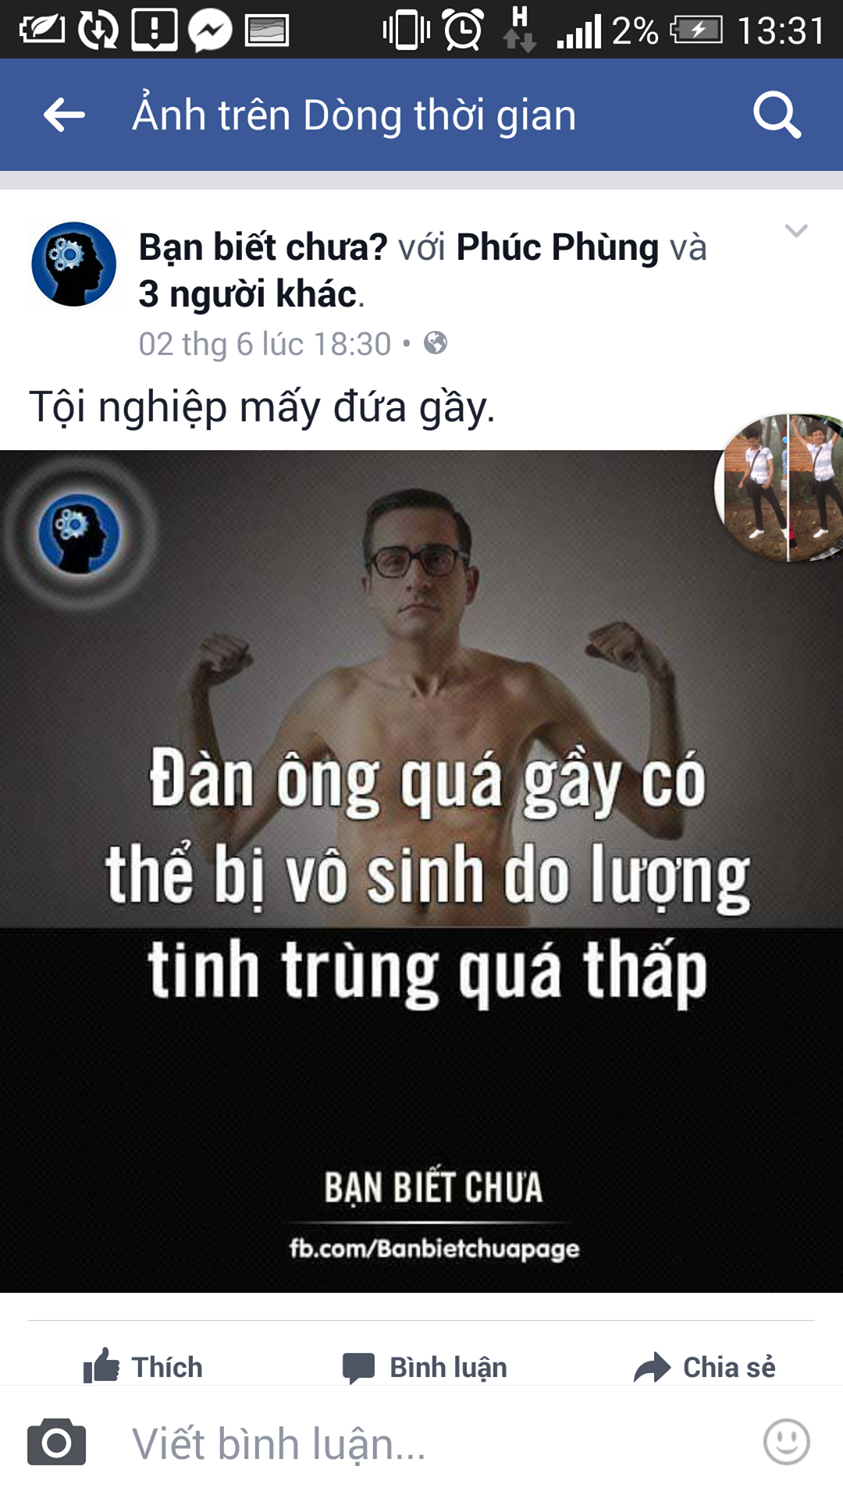 H 2% 13:31
Ảnh trên Dòng thời gian
Bạn biết chưa? với Phúc Phùng và
3 người khác.
02 thg 6 lúc 18:30 •
Tội nghiệp mấy đứa gầy.
Đàn ông quá gầy có
thể bị vô sinh do lượng
tinh trùng quá thấp
BẠN BIẾT CHƯA
fb.com/Banbietchuapage
Thích Bình luận Chia sẻ
Viết bình luận...